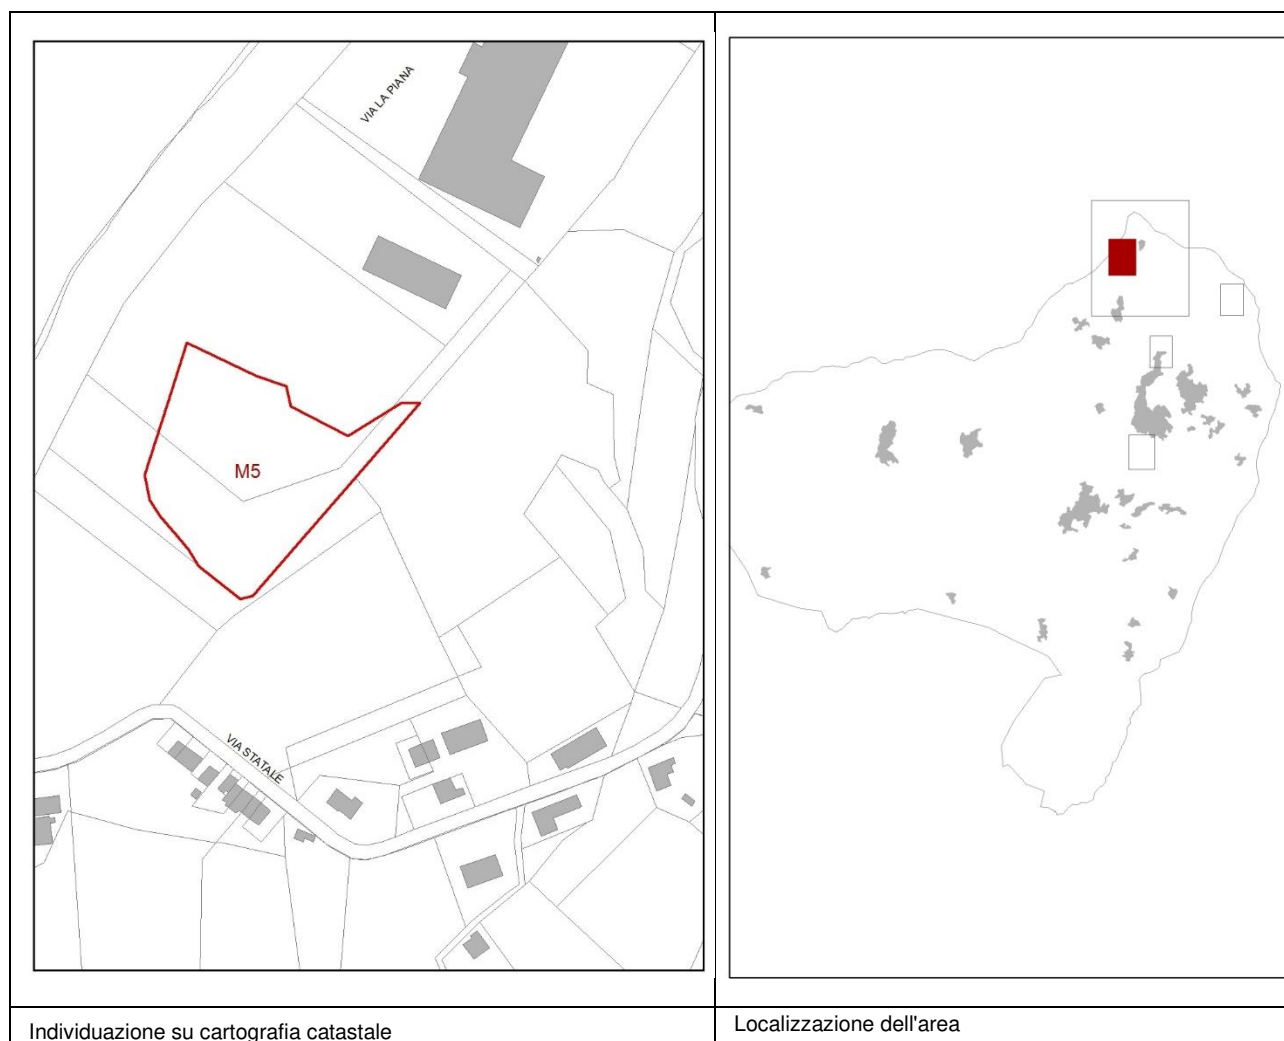 VIA LA PIANA
M5
VIA STATALE
Individuazione su cartografia catastale
Localizzazione dell'area